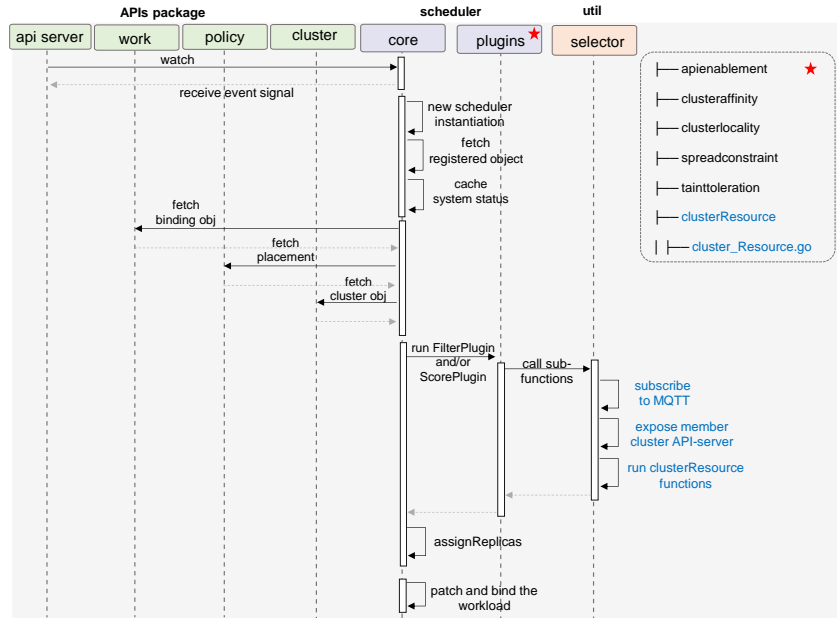 APIs package
scheduler
util
api server
work
policy
cluster
core
plugins
selector
watch
receive event signal
new scheduler
instantiation
fetch
registered object
cache
system status
fetch
binding obj
fetch
placement
fetch
cluster obj
run FilterPlugin
and/or
ScorePlugin
call sub-
functions
subscribe
to MQTT
expose member
cluster API-server
run clusterResource
functions
assignReplicas
patch and bind the
workload
├── apienablement
├── clusteraffinity
├── clusterlocality
├── spreadconstraint
├── tainttoleration
├── clusterResource
│ ├── cluster_Resource.go